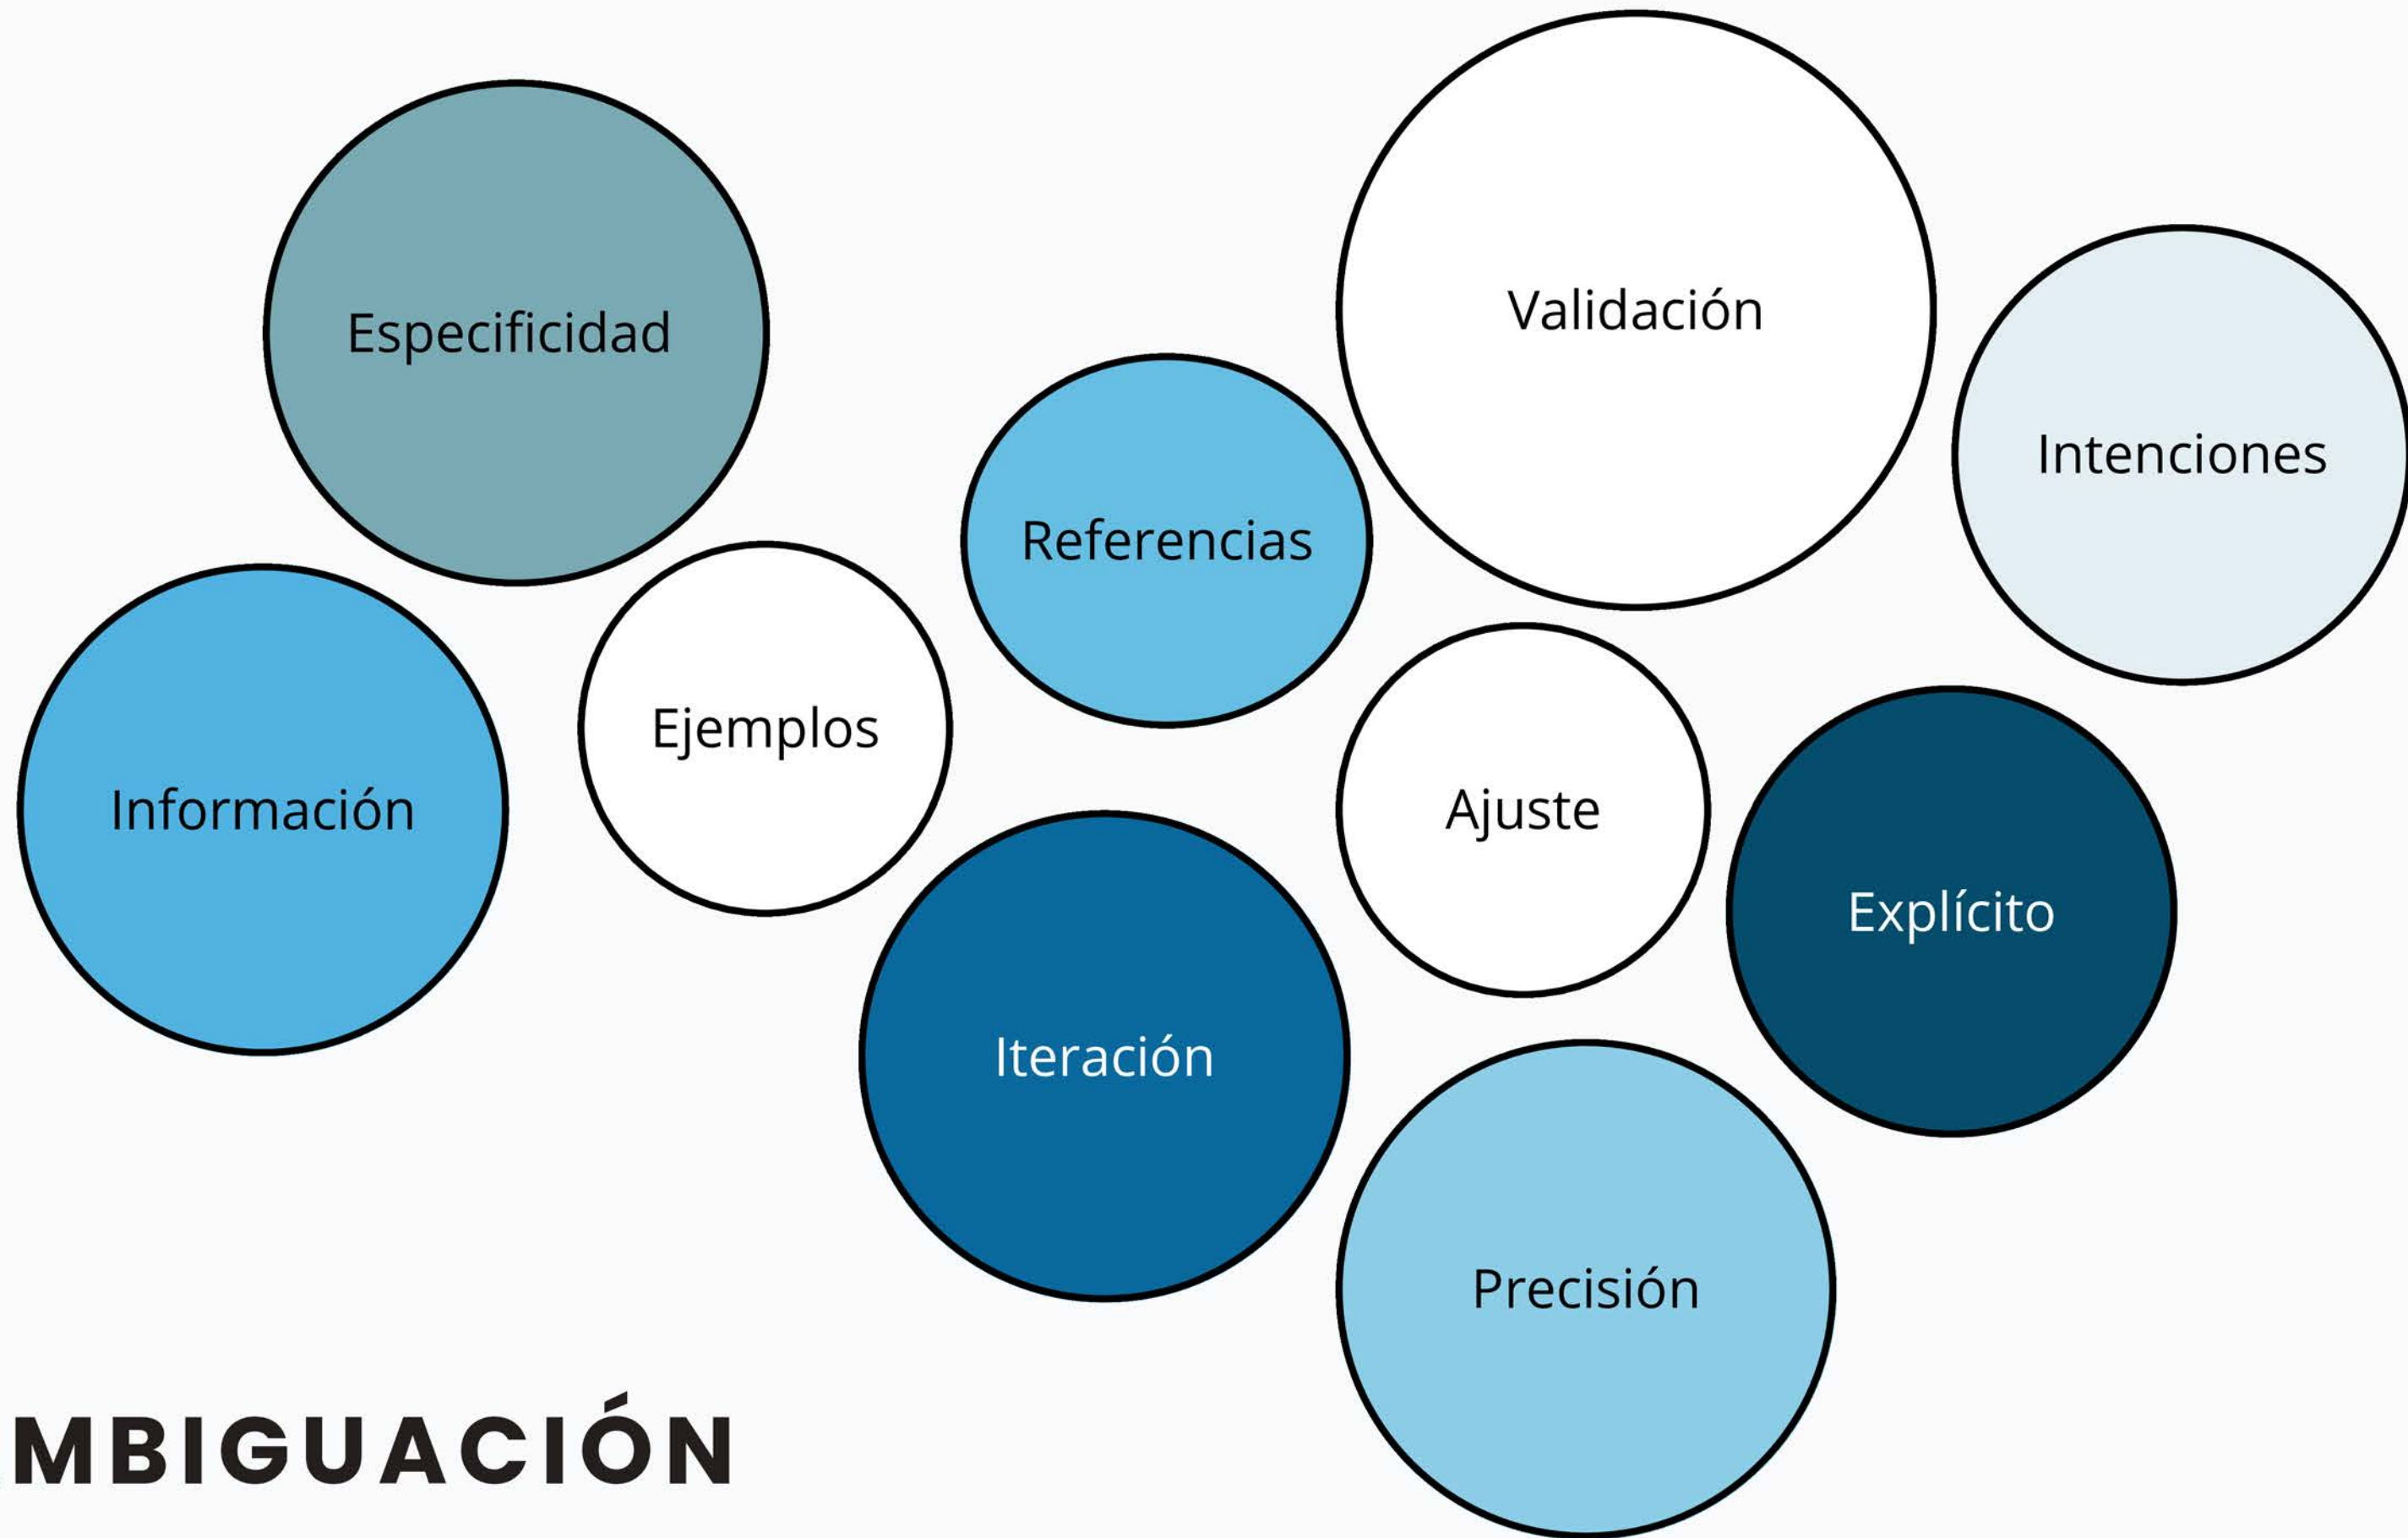 Validación
Especificidad
Intenciones
Referencias
Ejemplos
Información
Ajuste
Explícito
Iteración
Precisión
MBIGUACIÓN